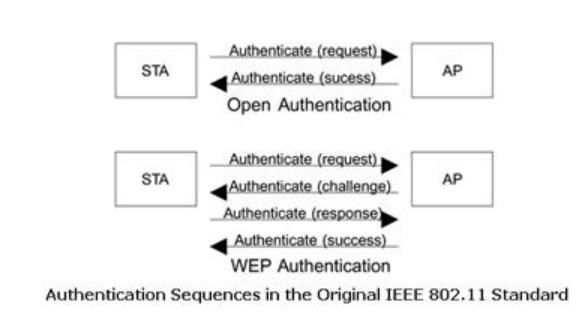 Authenticate (request)
STA
AP
Authenticate (sucess)
Open Authentication
Authenticate (request)
STA
AP
Authenticate (challenge)
Authenticate (response)
Authenticate (success)
WEP Authentication
Authentication Sequences in the Original IEEE 802.11 Standard